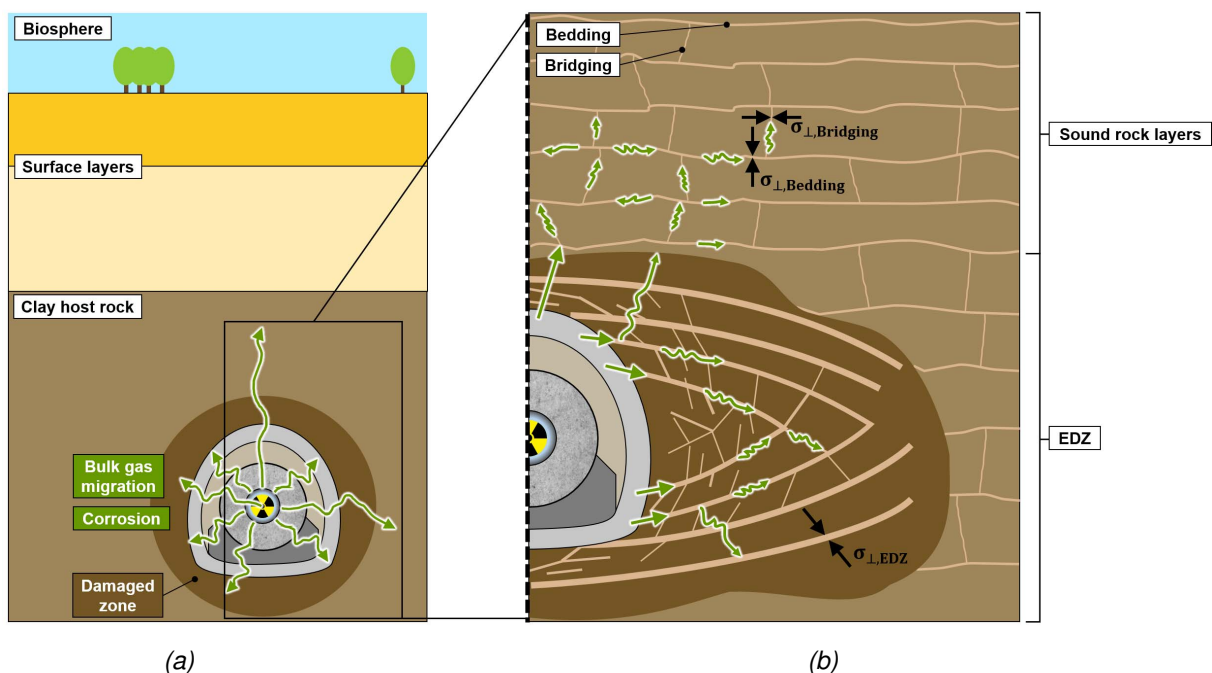 Biosphere
Surface layers
Clay host rock
Bulk gas
migration
Corrosion
Damaged
zone
(a)
Bedding
Bridging
σ⊥,Bridging
σ⊥,Bedding
σ⊥,EDZ
Sound rock layers
EDZ
(b)